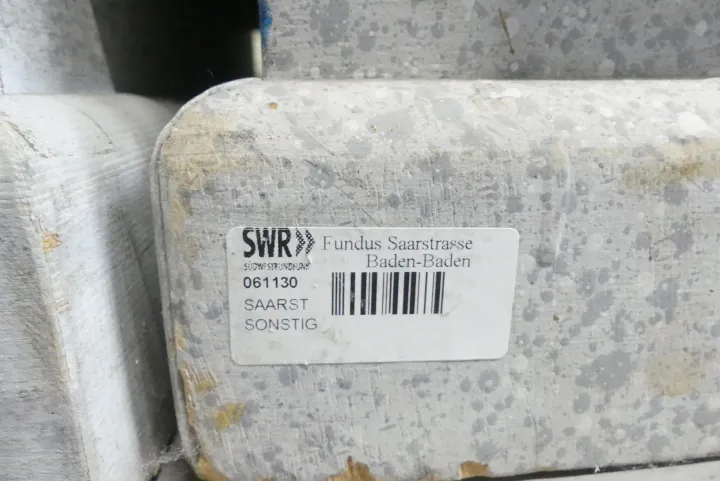 SWR» Fundus Saarstrasse
SÜDWESTRUNDFUNK Baden-Baden
061130
SAARST
SONSTIG